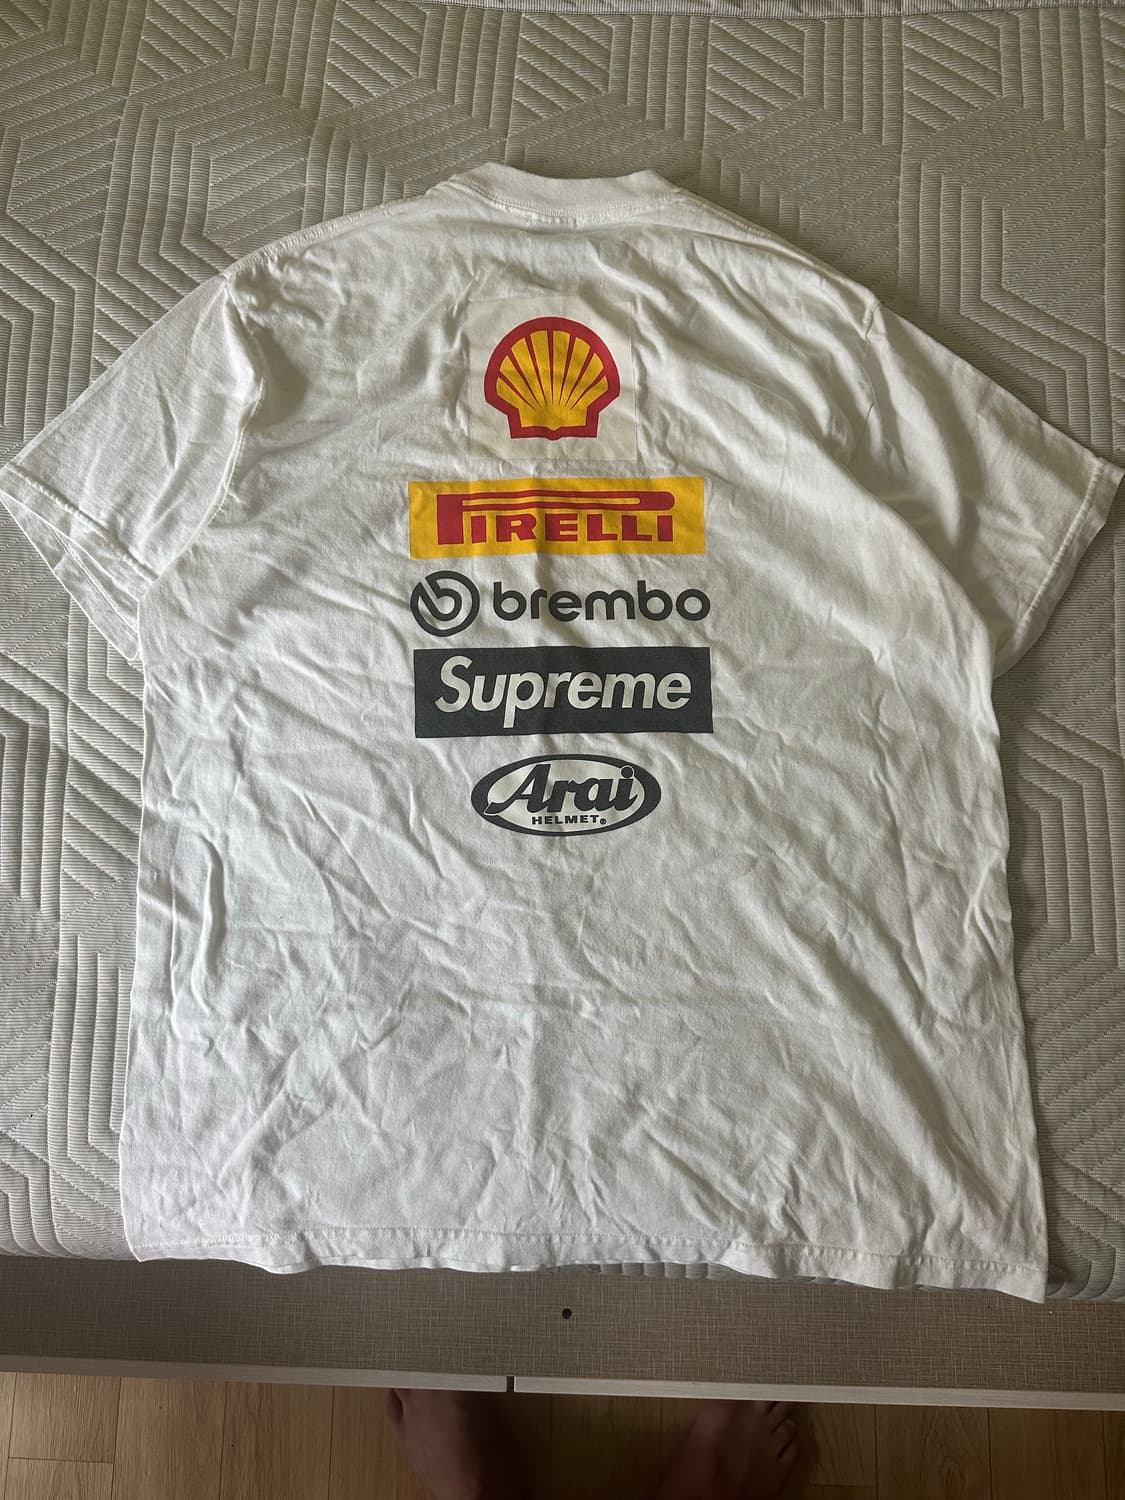 PIRELLI
brembo
Supreme
Arai
HELMET®